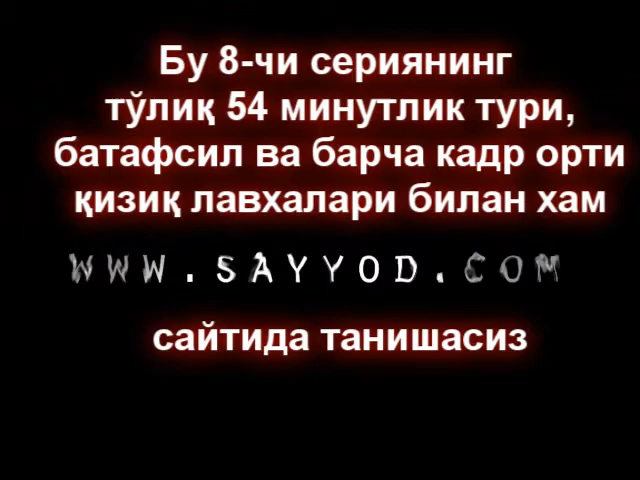 Бу 8-чи сериянинг
тўлиқ 54 минутлик тури,
батафсил ва барча кадр орти
қизиқ лавхалари билан хам
WWW.SAYYOD.COM
сайтида танишасиз